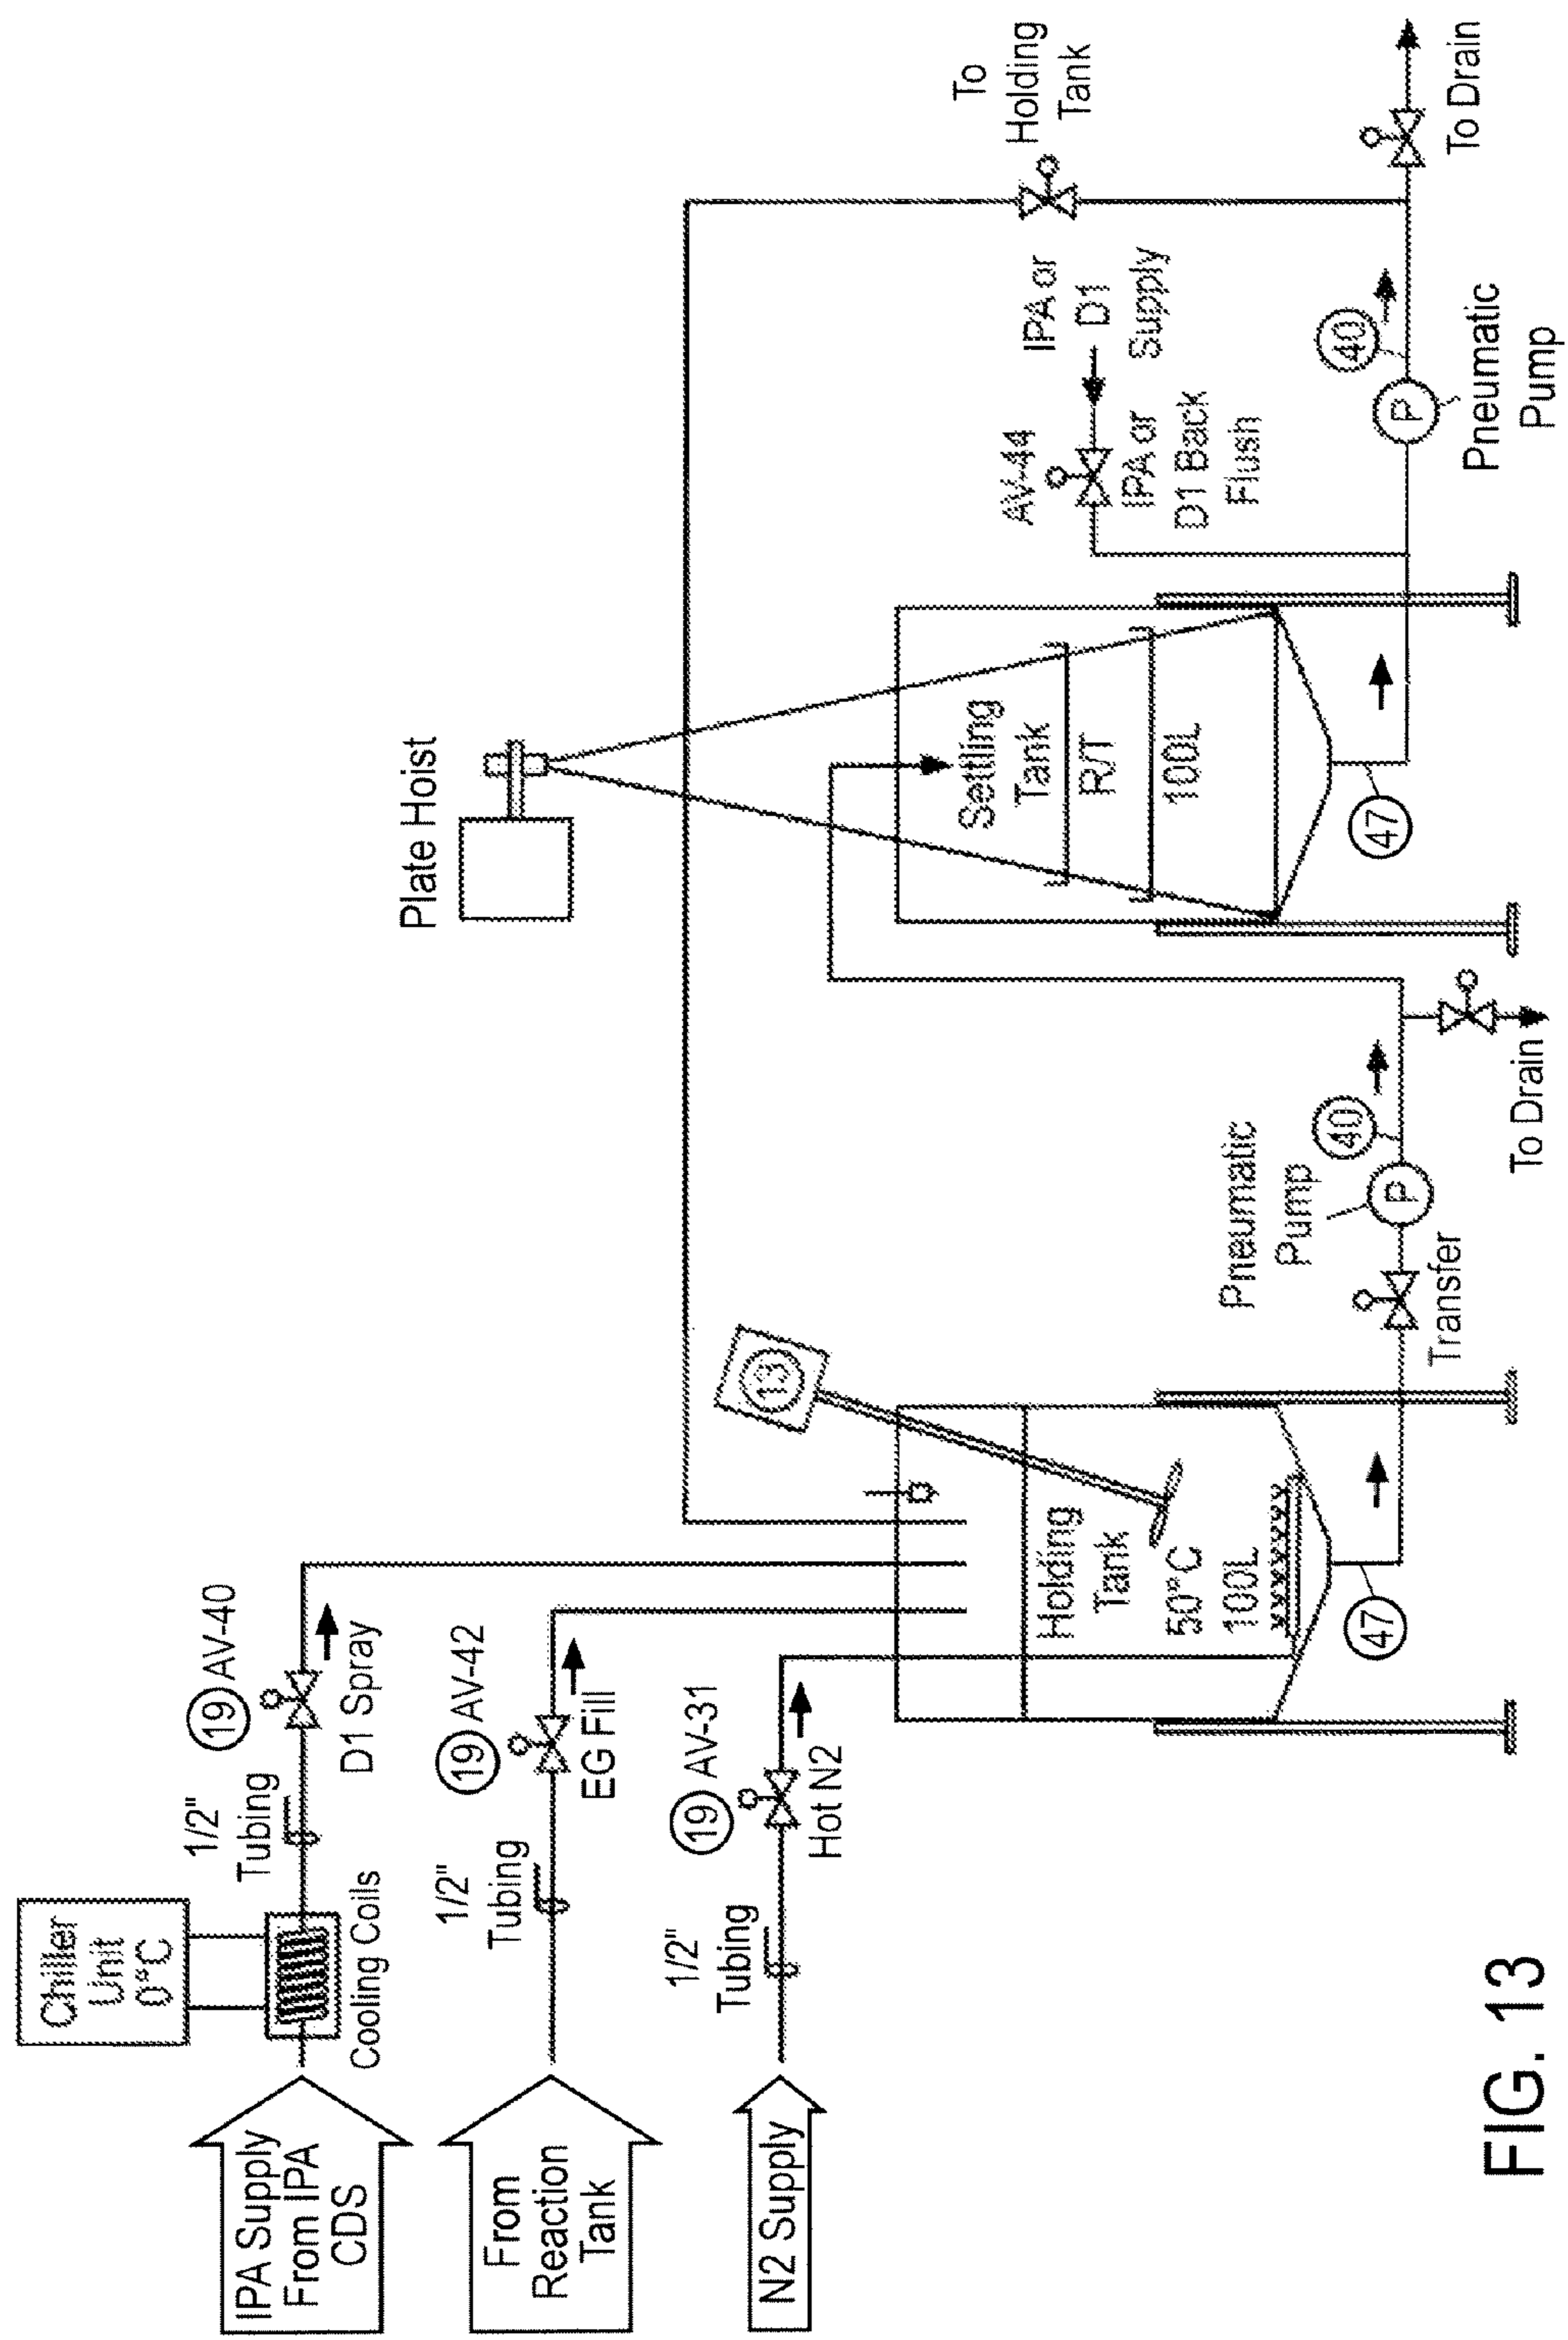 Chiller
Unit
0°C
IPA Supply
From IPA
CDS
Cooling Coils
1/2"
Tubing
19 AV-40
D1 Spray
From
Reaction
Tank
1/2"
Tubing
19 AV-42
EG Fill
N2 Supply
1/2"
Tubing
19 AV-31
Hot N2
13
Holding
Tank
50°C
100L
47
Transfer
Pneumatic
Pump
P
40
To Drain
Plate Hoist
Settling
Tank
R/T
100L
47
AV-44
IPA or
D1 Back
Flush
IPA or
D1
Supply
To
Holding
Tank
P
40
Pneumatic
Pump
To Drain
FIG. 13